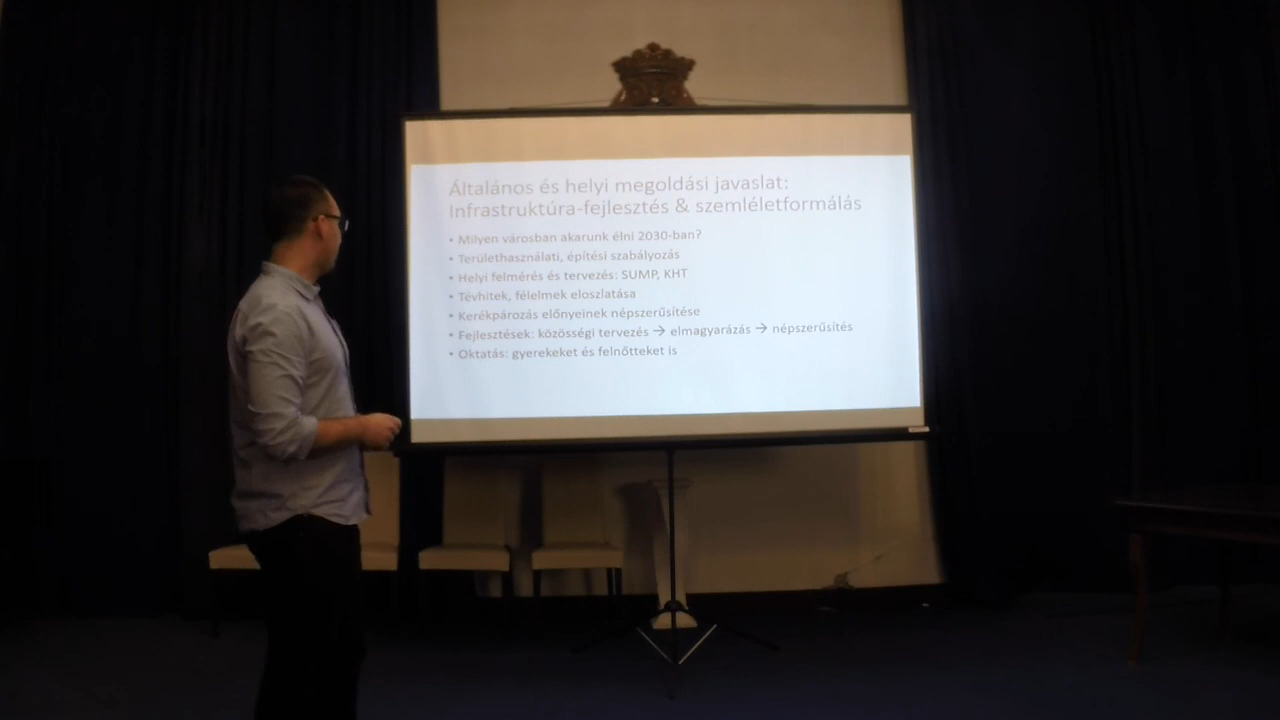 Általános és helyi megoldási javaslat:
Infrastruktúra-fejlesztés & szemléletformálás
• Milyen városban akarunk élni 2030-ban?
• Területhasználati, építési szabályozás
• Helyi felmérés és tervezés: SUMP, KHT
• Tévhitek, félelmek eloszlatása
• Kerékpározás előnyeinek népszerűsítése
• Fejlesztések: közösségi tervezés → elmagyarázás → népszerűsítés
• Oktatás: gyerekeket és felnőtteket is